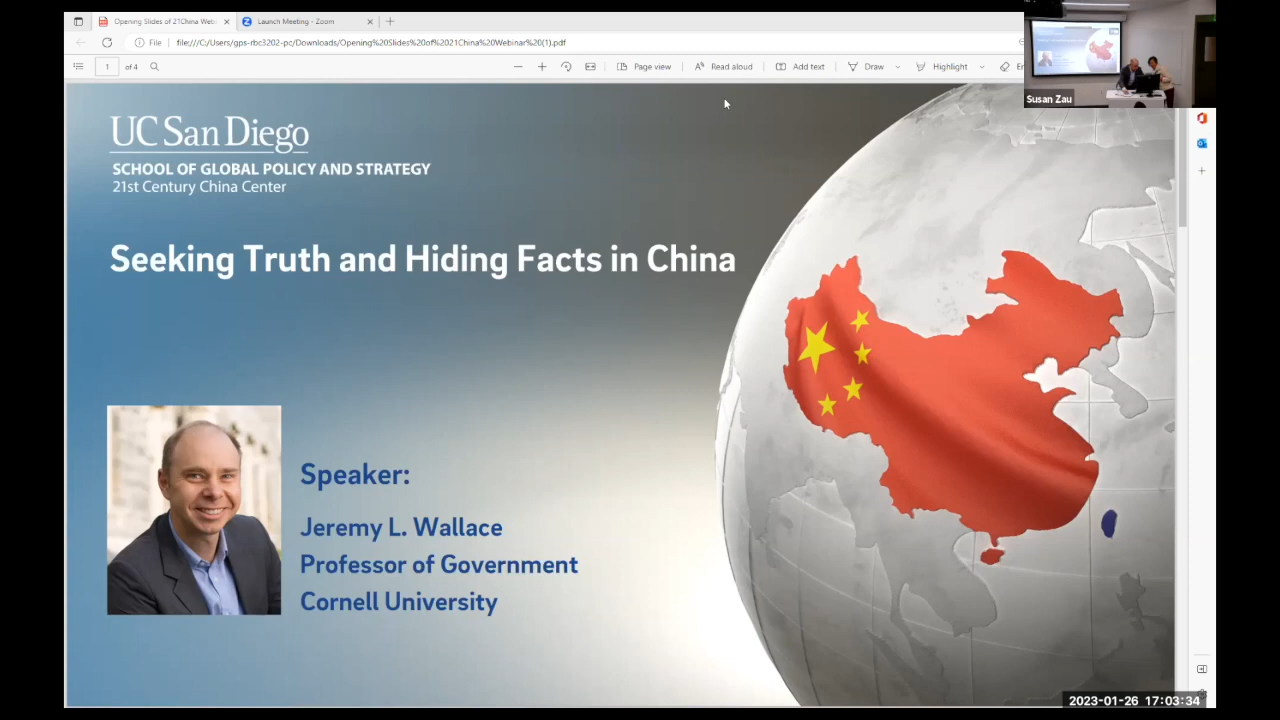 Opening Slides of 21China Web
Launch Meeting - Zoom
File
file:///C:/Users/gps-rbc3202-pc/Downloads/Opening%20Slides%20of%2021China%20Webinar%20(1).pdf
1 of 4
Page view
Read aloud
Add text
Draw
Highlight
Susan Zau
UC San Diego
SCHOOL OF GLOBAL POLICY AND STRATEGY
21st Century China Center
Seeking Truth and Hiding Facts in China
Speaker:
Jeremy L. Wallace
Professor of Government
Cornell University
2023-01-26 17:03:34